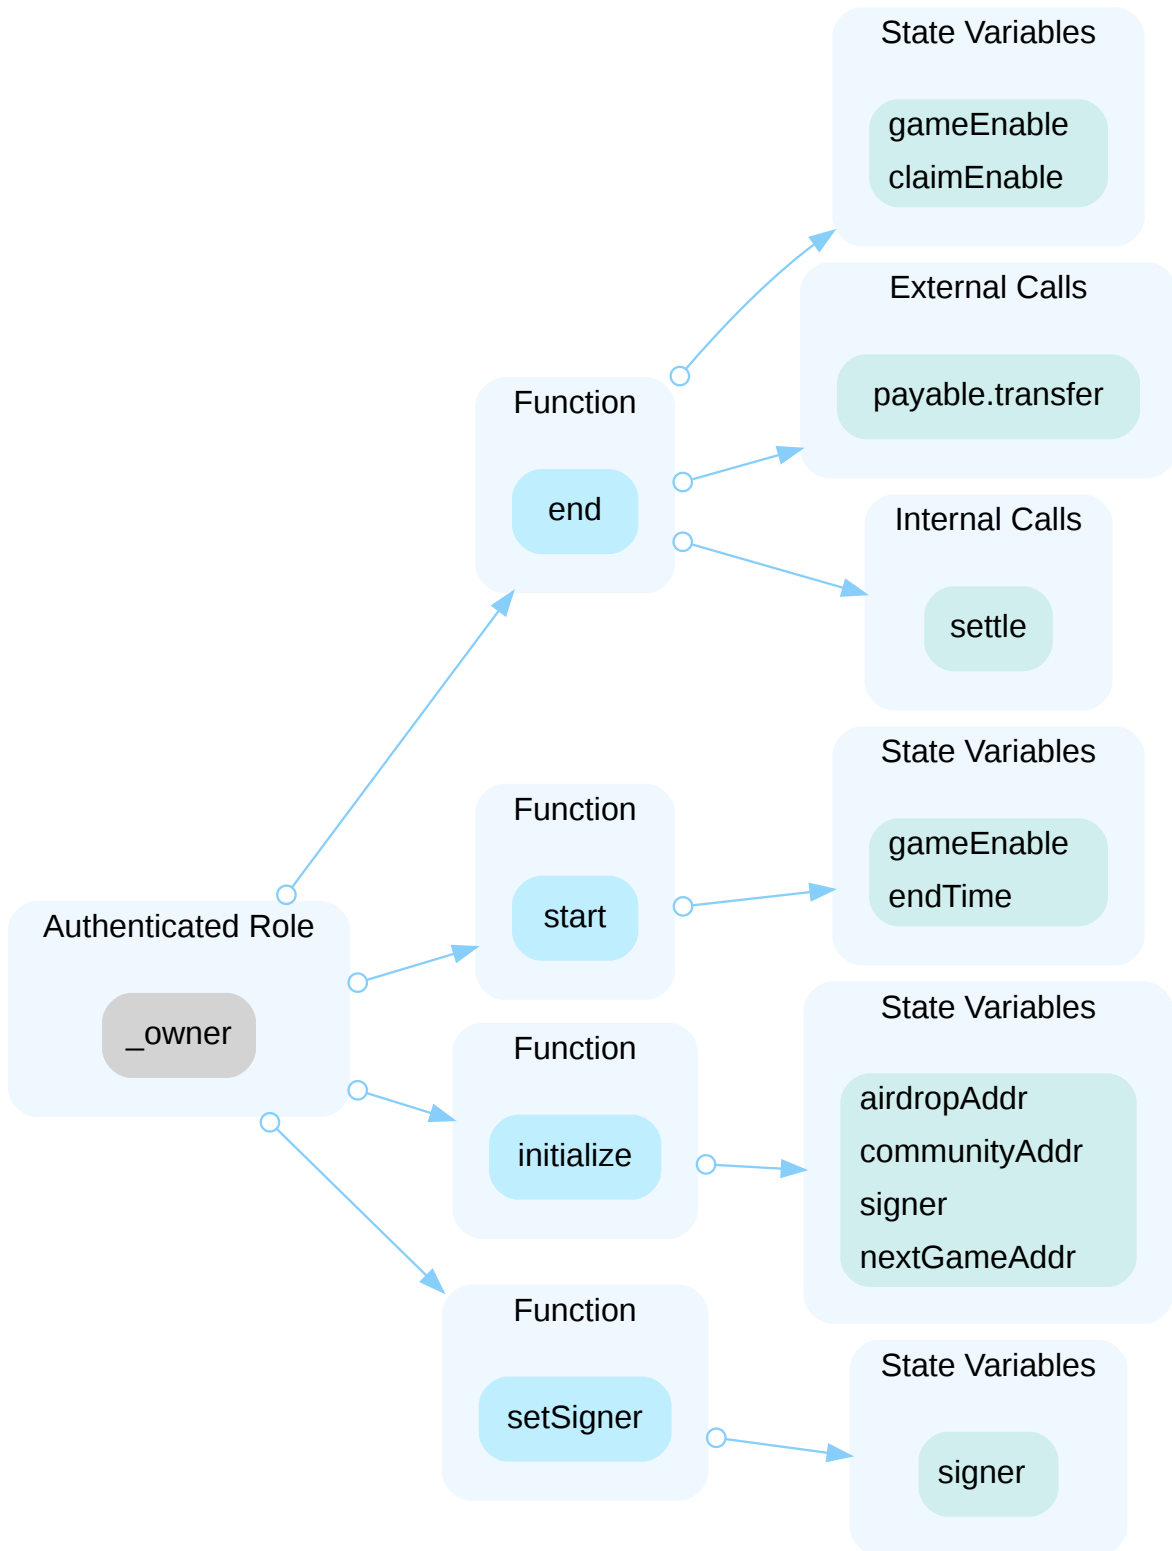 State Variables
gameEnable
claimEnable
External Calls
payable.transfer
Function
end
Internal Calls
settle
State Variables
gameEnable
endTime
Function
start
Authenticated Role
_owner
State Variables
airdropAddr
communityAddr
signer
nextGameAddr
Function
initialize
Function
setSigner
State Variables
signer